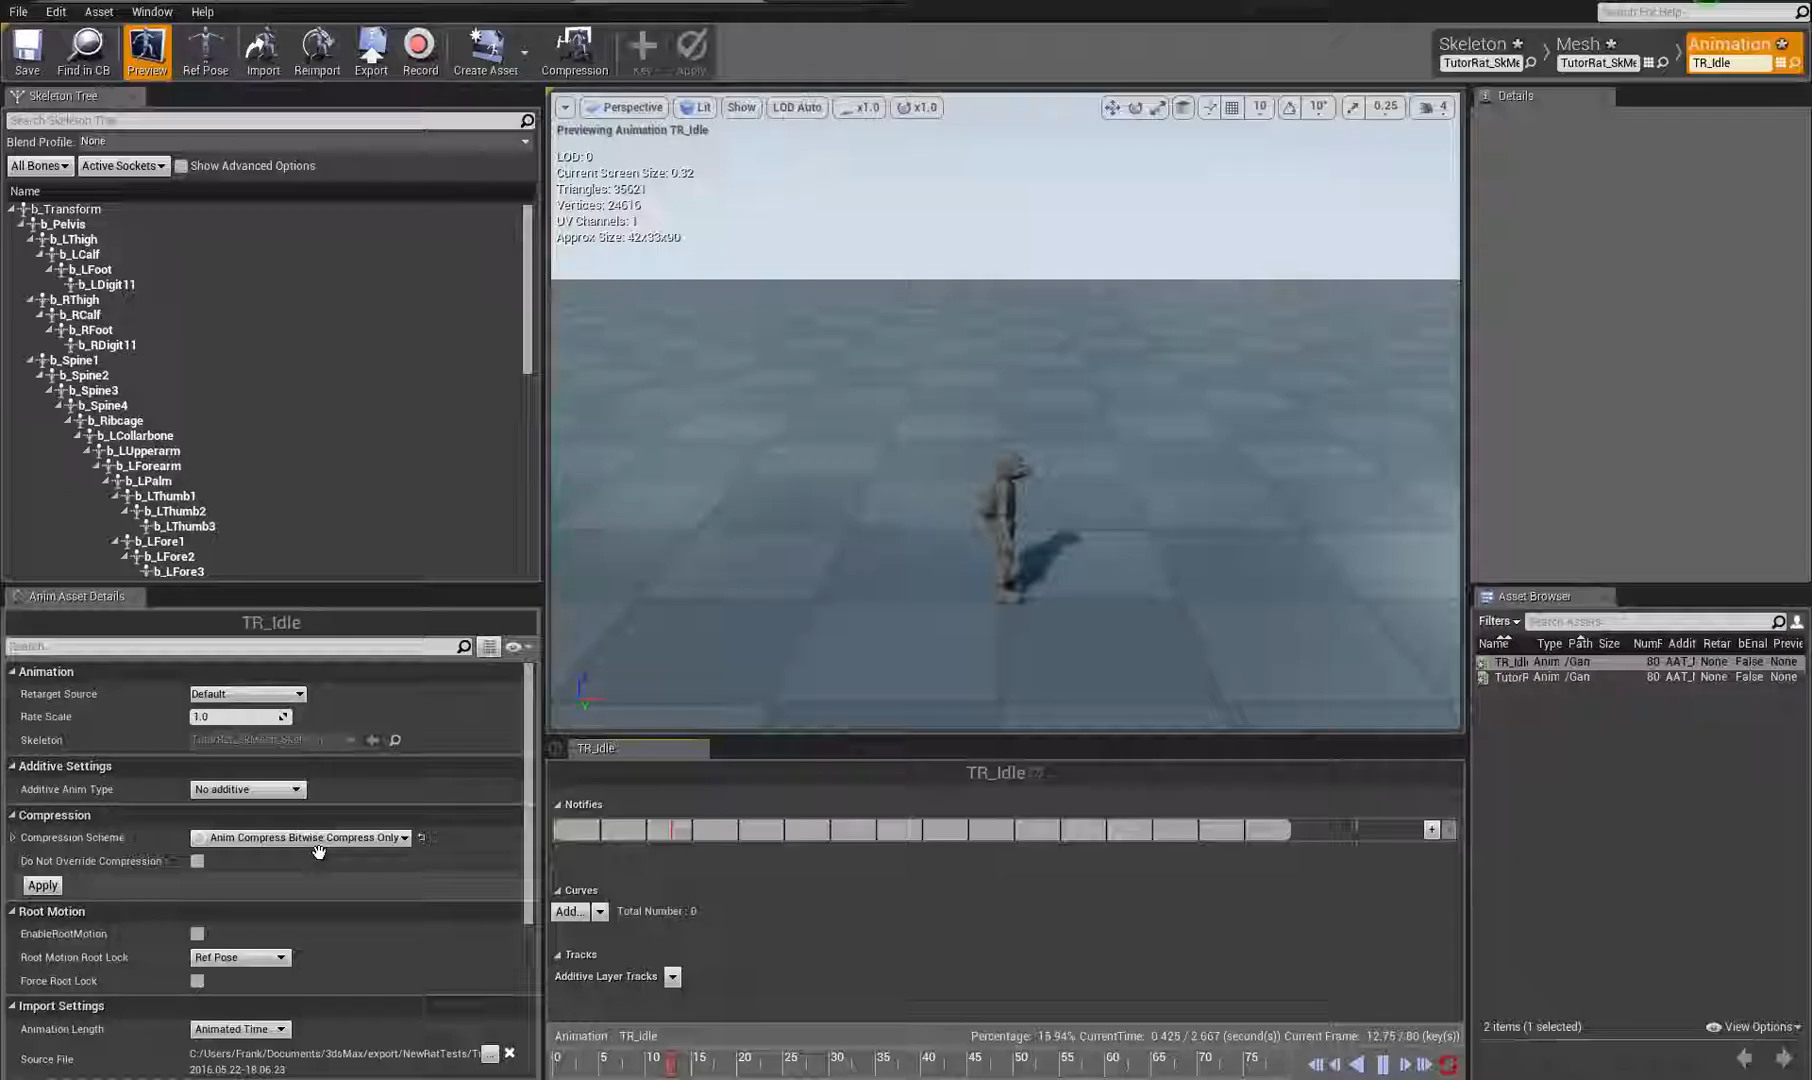 File Edit Asset Window Help
Search For Help
Save Find in CB Preview Ref Pose Import Reimport Export Record Create Asset Compression Key Apply
Skeleton * Mesh * Animation *
TutorRat_SkMe TutorRat_SkMe TR_Idle
Skeleton Tree
Search Skeleton Tree
Blend Profile: None
All Bones Active Sockets Show Advanced Options
Name
b_Transform
b_Pelvis
b_LThigh
b_LCalf
b_LFoot
b_LDigit11
b_RThigh
b_RCalf
b_RFoot
b_RDigit11
b_Spine1
b_Spine2
b_Spine3
b_Spine4
b_Ribcage
b_LCollarbone
b_LUpperarm
b_LForearm
b_LPalm
b_LThumb1
b_LThumb2
b_LThumb3
b_LFore1
b_LFore2
b_LFore3
Perspective Lit Show LOD Auto x1.0 x1.0 10 10° 0.25 4
Previewing Animation TR_Idle
LOD: 0
Current Screen Size: 0.32
Triangles: 35621
Vertices: 24616
UV Channels: 1
Approx Size: 42x33x90
Details
Anim Asset Details
TR_Idle
Search
Animation
Retarget Source Default
Rate Scale 1.0
Skeleton
Additive Settings
Additive Anim Type No additive
Compression
Compression Scheme Anim Compress Bitwise Compress Only
Do Not Override Compression
Apply
Root Motion
EnableRootMotion
Root Motion Root Lock Ref Pose
Force Root Lock
Import Settings
Animation Length Animated Time
Source File C:/Users/Frank/Documents/3dsMax/export/NewRatTests/T
2016.05.22-18.06.23
TR_Idle
TR_Idle
Notifies
Curves
Add... Total Number : 0
Tracks
Additive Layer Tracks
Animation TR_Idle Percentage: 15.94% CurrentTime: 0.425 / 2.667 (second(s)) Current Frame: 12.75 / 80 (key(s))
0 5 10 15 20 25 30 35 40 45 50 55 60 65 70 75
Asset Browser
Filters Search Assets
Name Type Path Size NumF Addit Retar bEnal Previe
TR_Idl Anim /Gan 80 AAT_I None False None
TutorF Anim /Gan 80 AAT_I None False None
2 items (1 selected) View Options